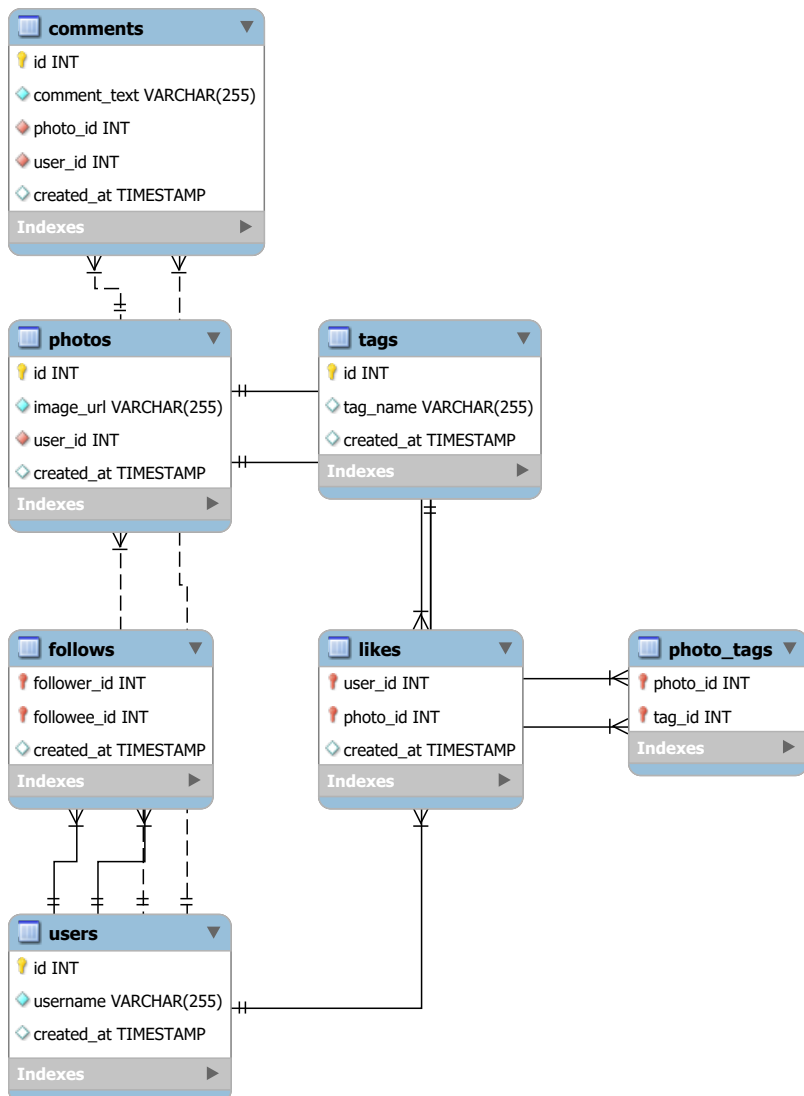 comments
id INT
comment_text VARCHAR(255)
photo_id INT
user_id INT
created_at TIMESTAMP
Indexes
photos
id INT
image_url VARCHAR(255)
user_id INT
created_at TIMESTAMP
Indexes
tags
id INT
tag_name VARCHAR(255)
created_at TIMESTAMP
Indexes
follows
follower_id INT
followee_id INT
created_at TIMESTAMP
Indexes
likes
user_id INT
photo_id INT
created_at TIMESTAMP
Indexes
photo_tags
photo_id INT
tag_id INT
Indexes
users
id INT
username VARCHAR(255)
created_at TIMESTAMP
Indexes